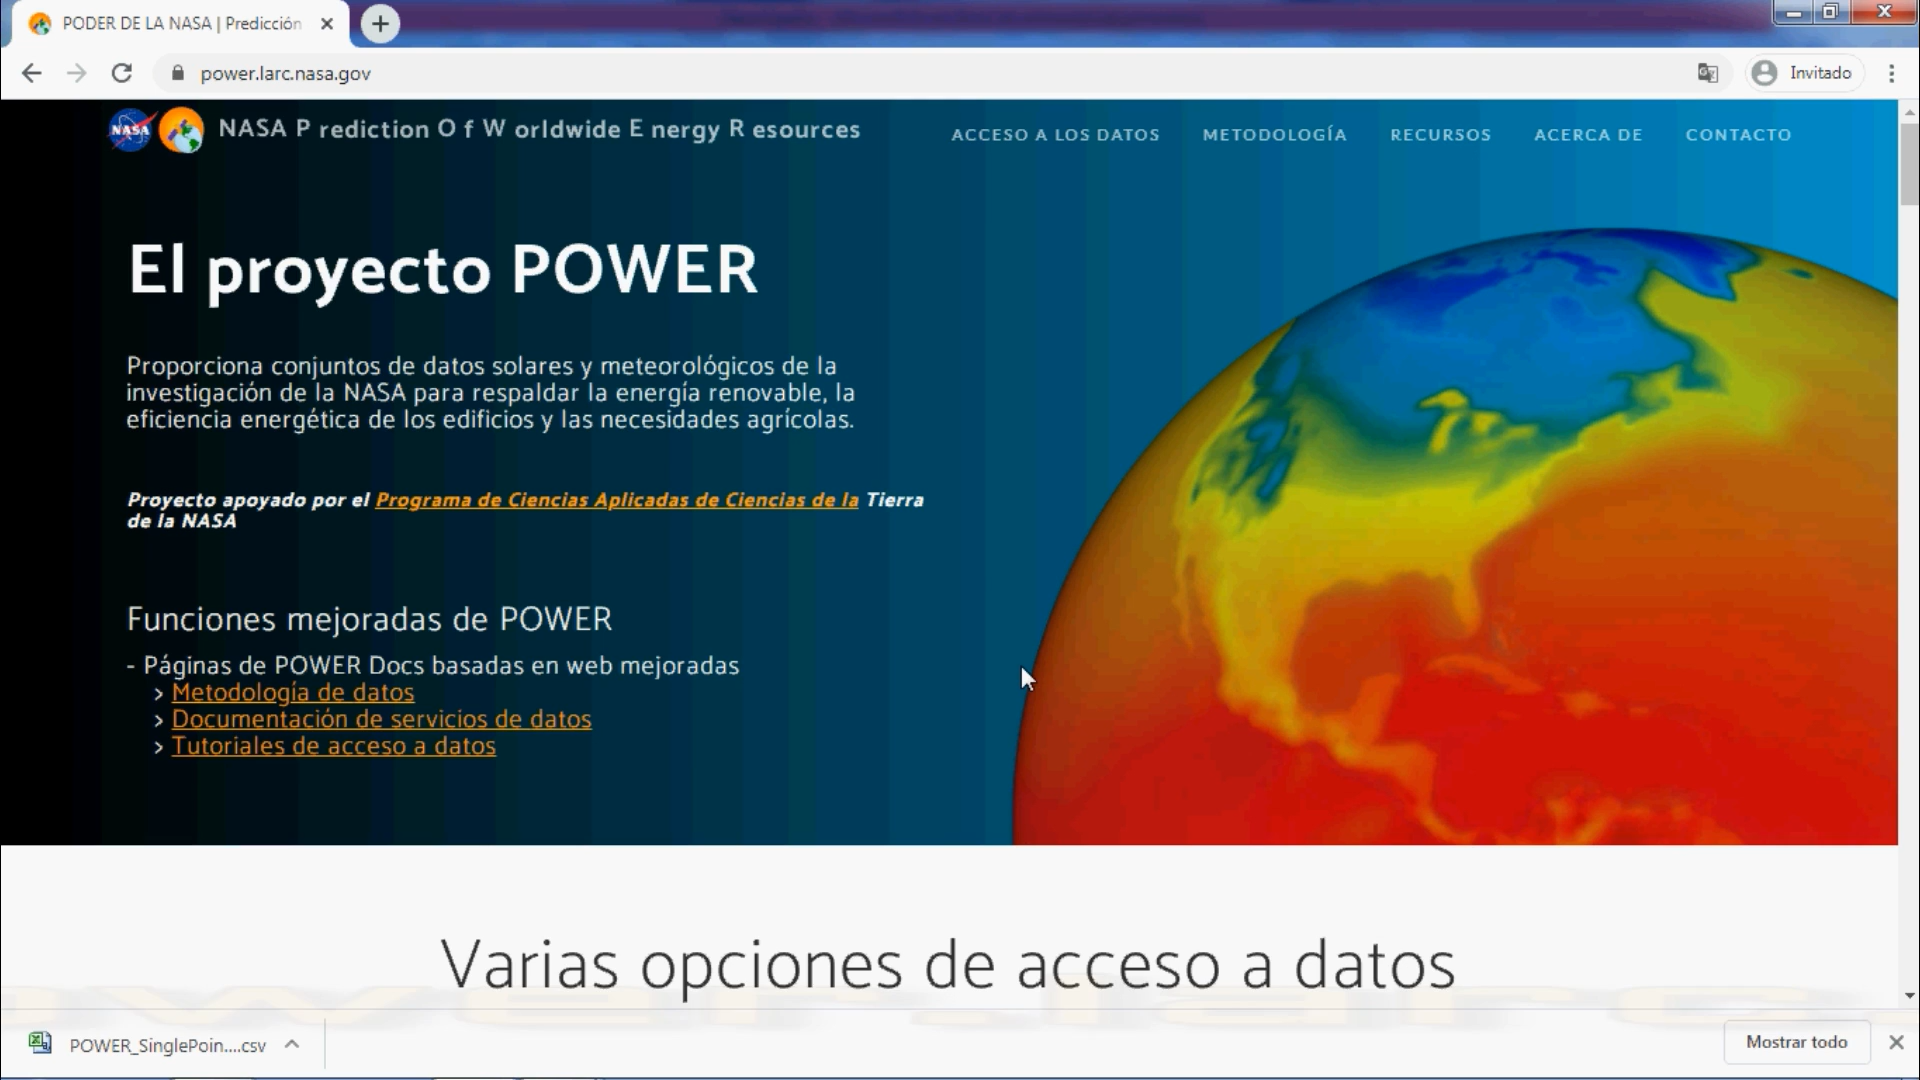 PODER DE LA NASA | Predicción
power.larc.nasa.gov
Invitado
NASA
NASA P rediction O f W orldwide E nergy R esources
ACCESO A LOS DATOS
METODOLOGÍA
RECURSOS
ACERCA DE
CONTACTO
El proyecto POWER
Proporciona conjuntos de datos solares y meteorológicos de la
investigación de la NASA para respaldar la energía renovable, la
eficiencia energética de los edificios y las necesidades agrícolas.
Proyecto apoyado por el Programa de Ciencias Aplicadas de Ciencias de la Tierra
de la NASA
Funciones mejoradas de POWER
- Páginas de POWER Docs basadas en web mejoradas
> Metodología de datos
> Documentación de servicios de datos
> Tutoriales de acceso a datos
Varias opciones de acceso a datos
POWER_SinglePoin....csv
Mostrar todo